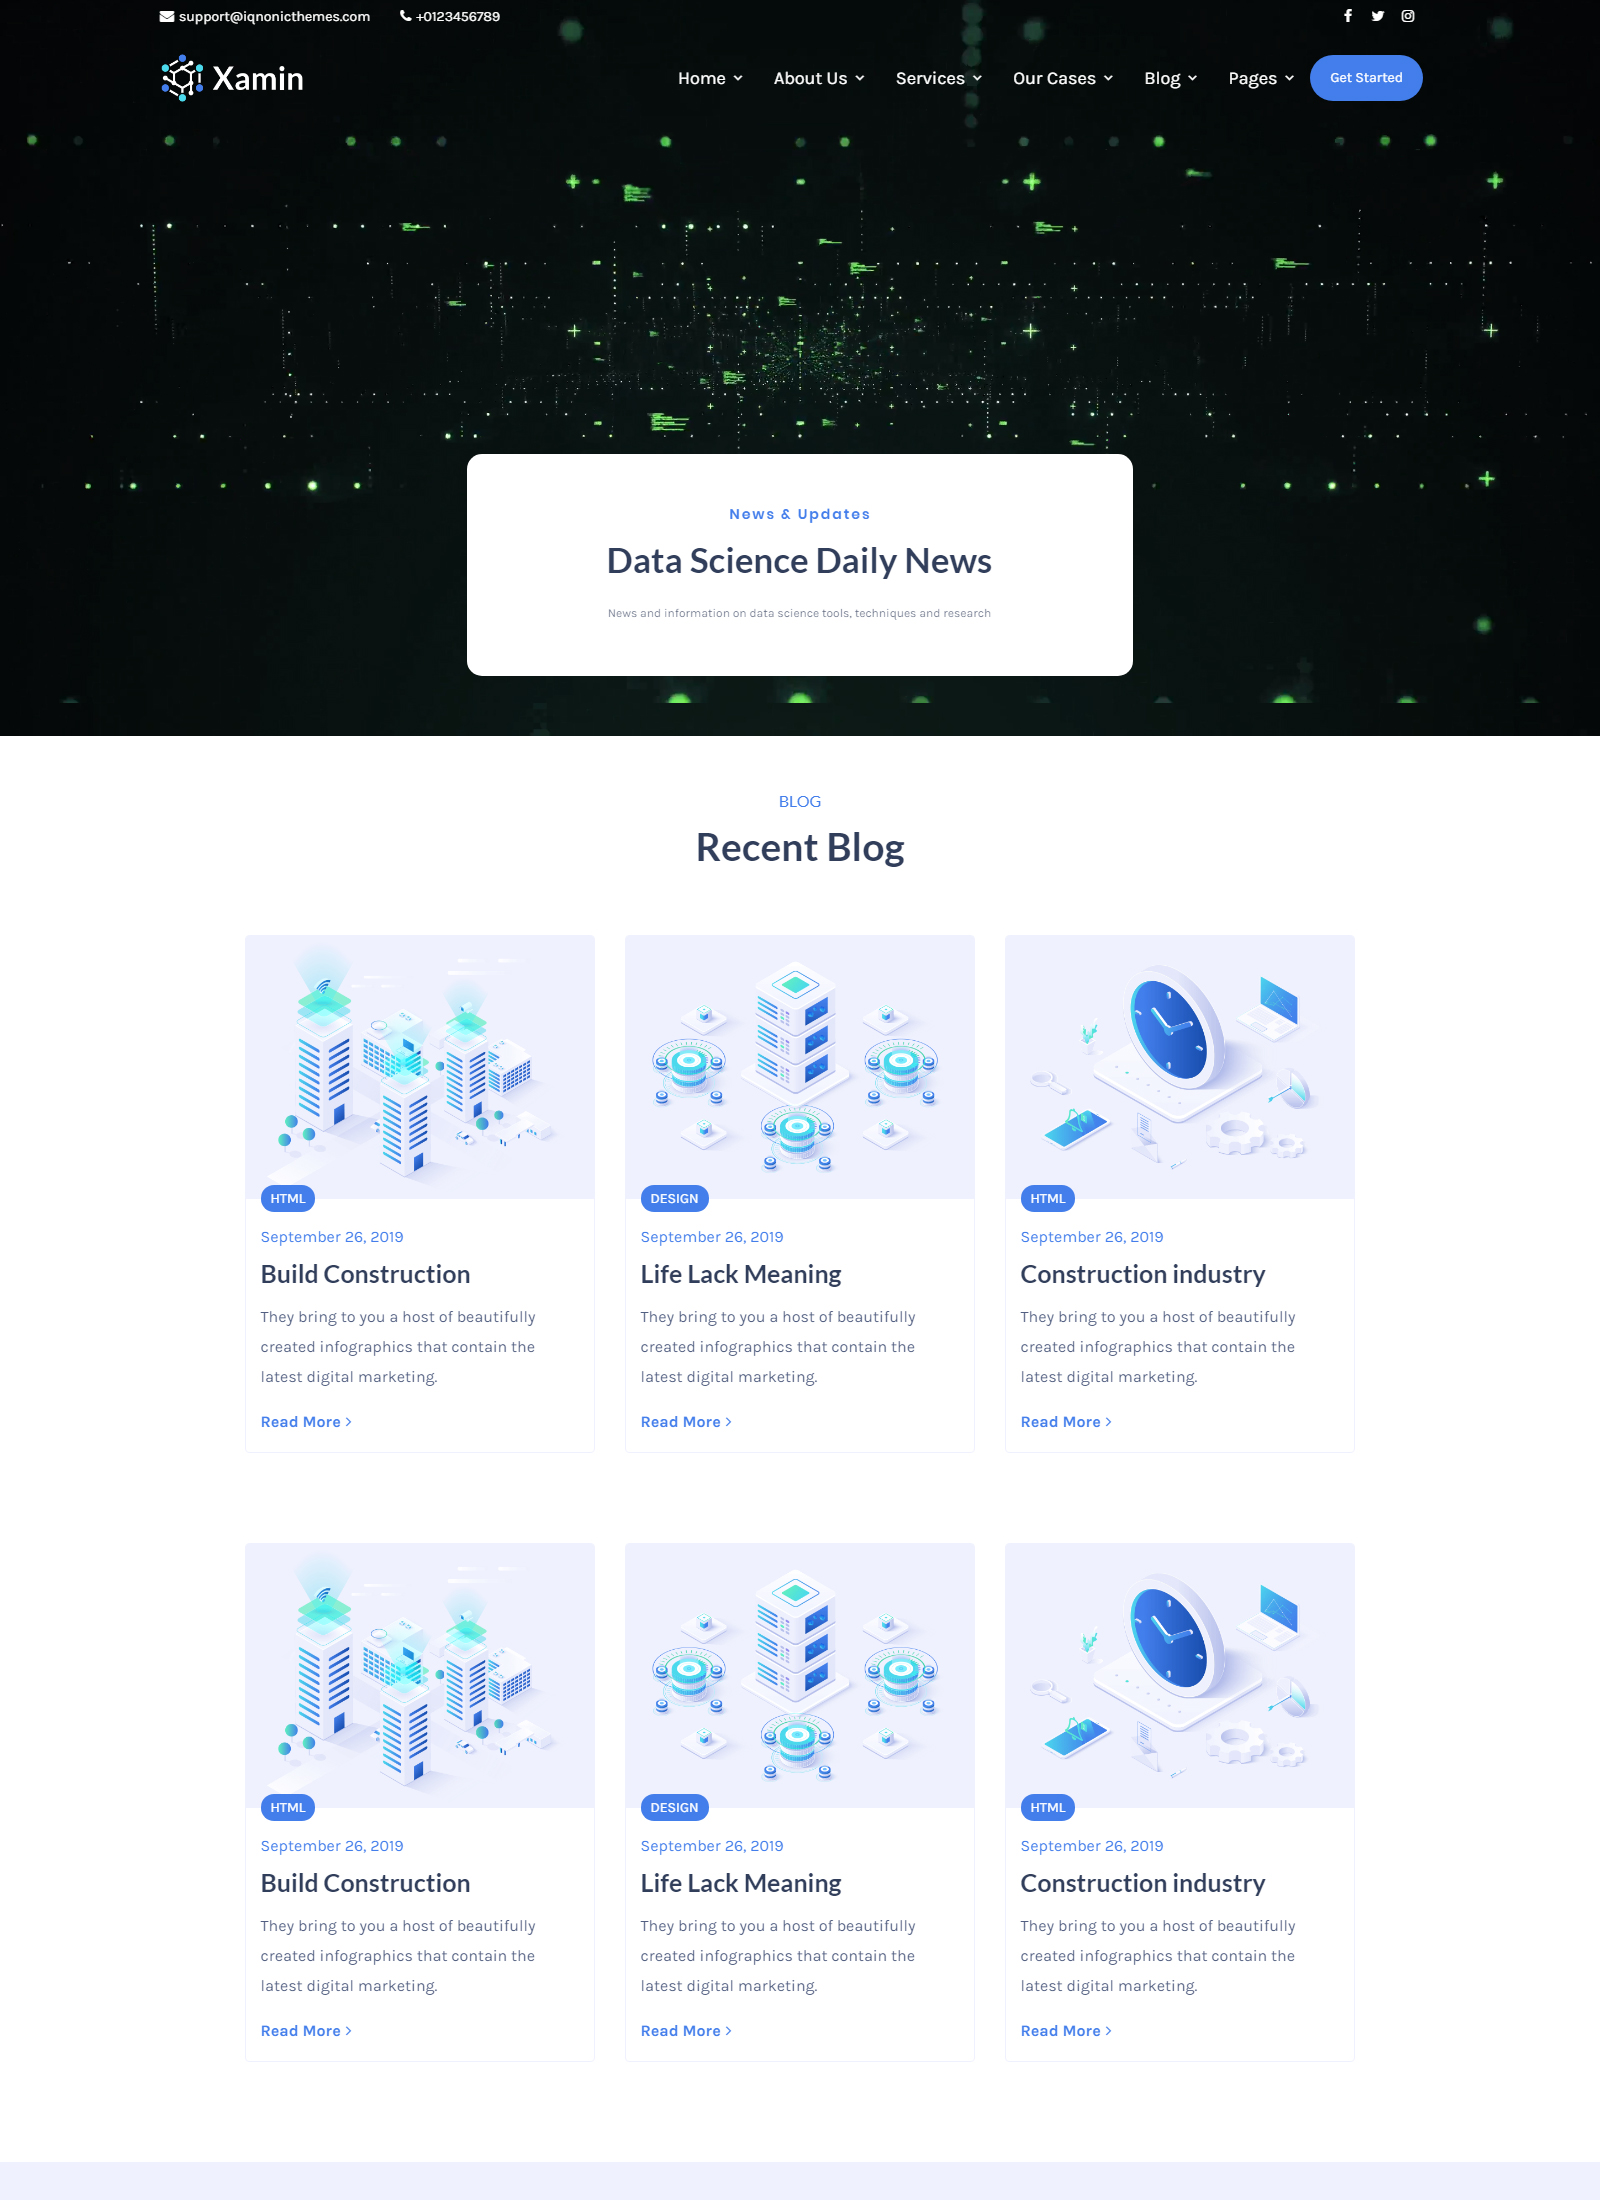 support@iqnonicthemes.com
+0123456789
Xamin
Home
About Us
Services
Our Cases
Blog
Pages
Get Started
News & Updates
Data Science Daily News
News and information on data science tools, techniques and research
BLOG
Recent Blog
HTML
September 26, 2019
Build Construction
They bring to you a host of beautifully
created infographics that contain the
latest digital marketing.
Read More
DESIGN
September 26, 2019
Life Lack Meaning
They bring to you a host of beautifully
created infographics that contain the
latest digital marketing.
Read More
HTML
September 26, 2019
Construction industry
They bring to you a host of beautifully
created infographics that contain the
latest digital marketing.
Read More
HTML
September 26, 2019
Build Construction
They bring to you a host of beautifully
created infographics that contain the
latest digital marketing.
Read More
DESIGN
September 26, 2019
Life Lack Meaning
They bring to you a host of beautifully
created infographics that contain the
latest digital marketing.
Read More
HTML
September 26, 2019
Construction industry
They bring to you a host of beautifully
created infographics that contain the
latest digital marketing.
Read More